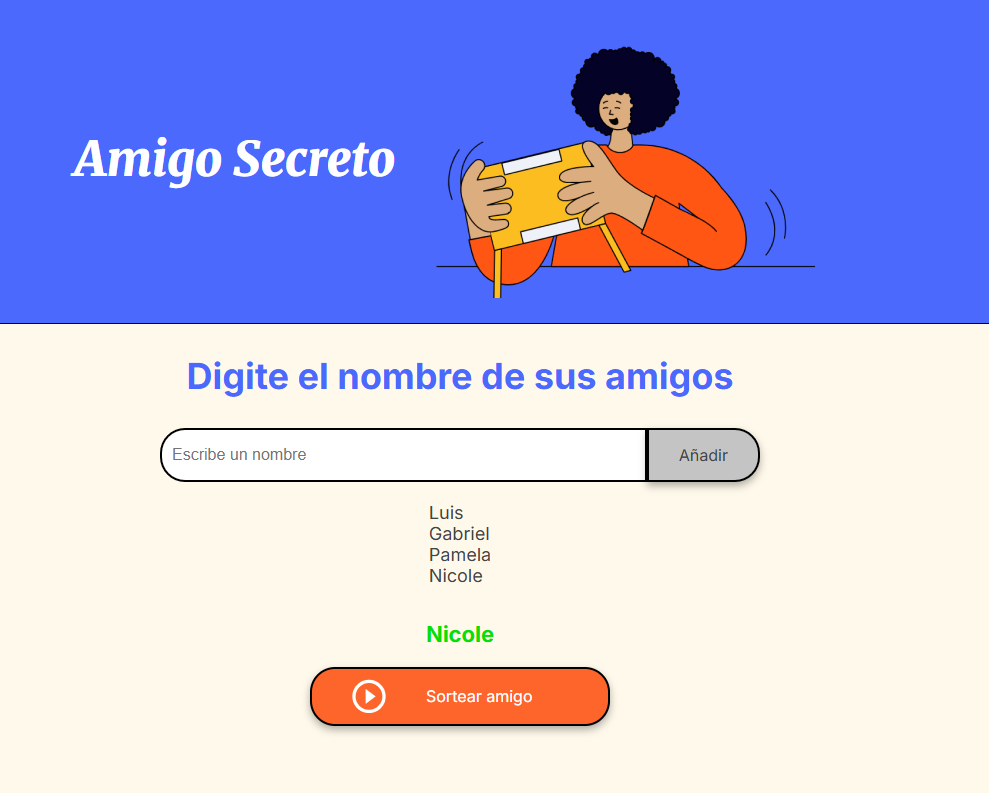 Amigo Secreto
Digite el nombre de sus amigos
Escribe un nombre
Añadir
Luis
Gabriel
Pamela
Nicole
Nicole
Sortear amigo